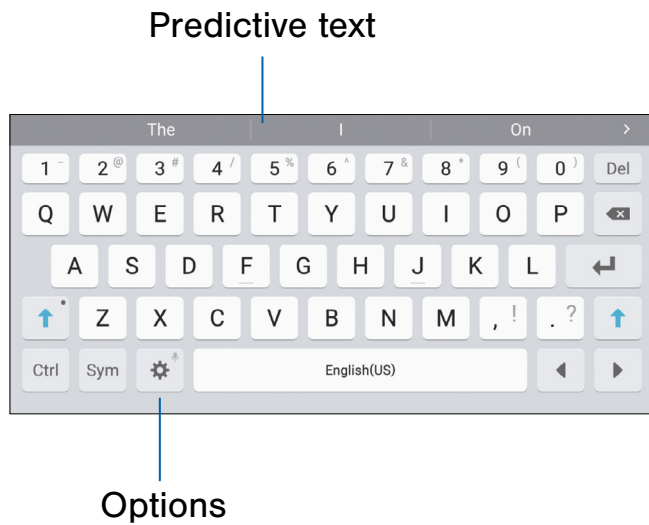 Predictive text
The I On >
1 - 2 @ 3 # 4 / 5 % 6 ^ 7 & 8 * 9 ( 0 ) Del
Q W E R T Y U I O P
A S D F G H J K L
Z X C V B N M , ! . ?
Ctrl Sym English(US)
Options